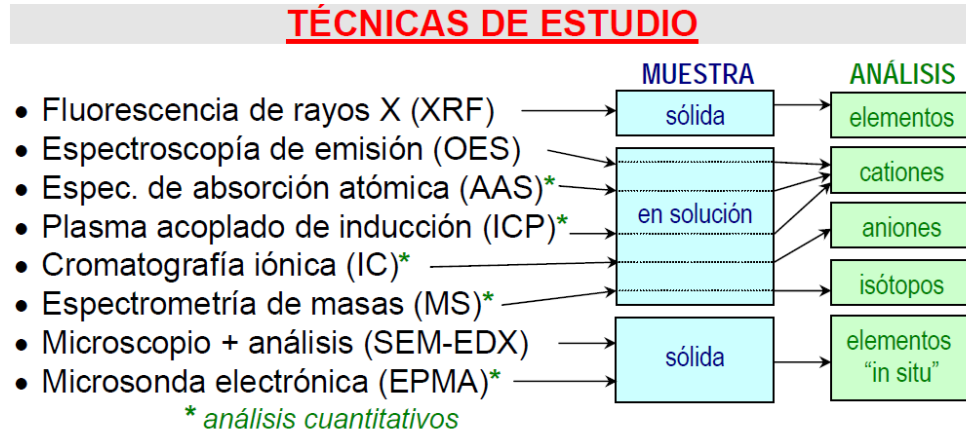 TÉCNICAS DE ESTUDIO
MUESTRA
ANÁLISIS
• Fluorescencia de rayos X (XRF)
sólida
elementos
• Espectroscopía de emisión (OES)
• Espec. de absorción atómica (AAS)*
• Plasma acoplado de inducción (ICP)*
• Cromatografía iónica (IC)*
• Espectrometría de masas (MS)*
en solución
cationes
aniones
isótopos
• Microscopio + análisis (SEM-EDX)
• Microsonda electrónica (EPMA)*
sólida
elementos
“in situ”
* análisis cuantitativos